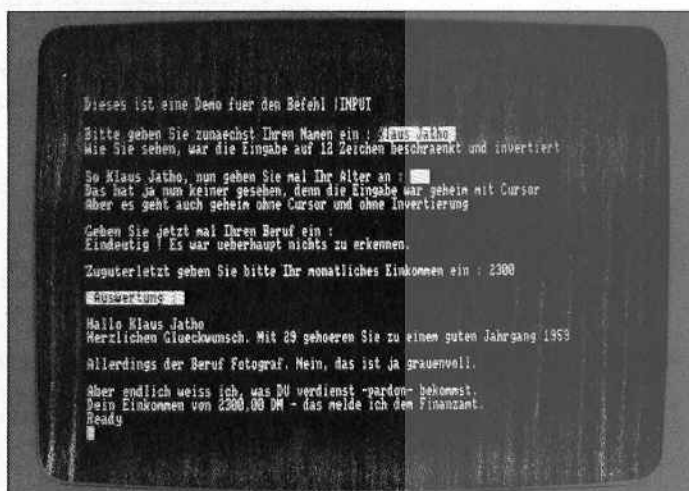 Dieses ist eine Demo fuer den Befehl |INPUT
Bitte geben Sie zunaechst Ihren Namen ein : Klaus Jatho
Wie Sie sehen, war die Eingabe auf 12 Zeichen beschraenkt und invertiert
So Klaus Jatho, nun geben Sie mal Ihr Alter an :
Das hat ja nun keiner gesehen, denn die Eingabe war geheim mit Cursor
Aber es geht auch geheim ohne Cursor und ohne Invertierung
Geben Sie jetzt mal Ihren Beruf ein :
Eindeutig ! Es war ueberhaupt nichts zu erkennen.
Zuguterletzt geben Sie bitte Ihr monatliches Einkommen ein : 2300
Auswertung :
Hallo Klaus Jatho
Herzlichen Glueckwunsch. Mit 29 gehoeren Sie zu einem guten Jahrgang 1959
Allerdings der Beruf Fotograf. Nein, das ist ja grauenvoll.
Aber endlich weiss ich, was DU verdienst -pardon- bekommst.
Dein Einkommen von 2300.00 DM - das melde ich dem Finanzamt.
Ready